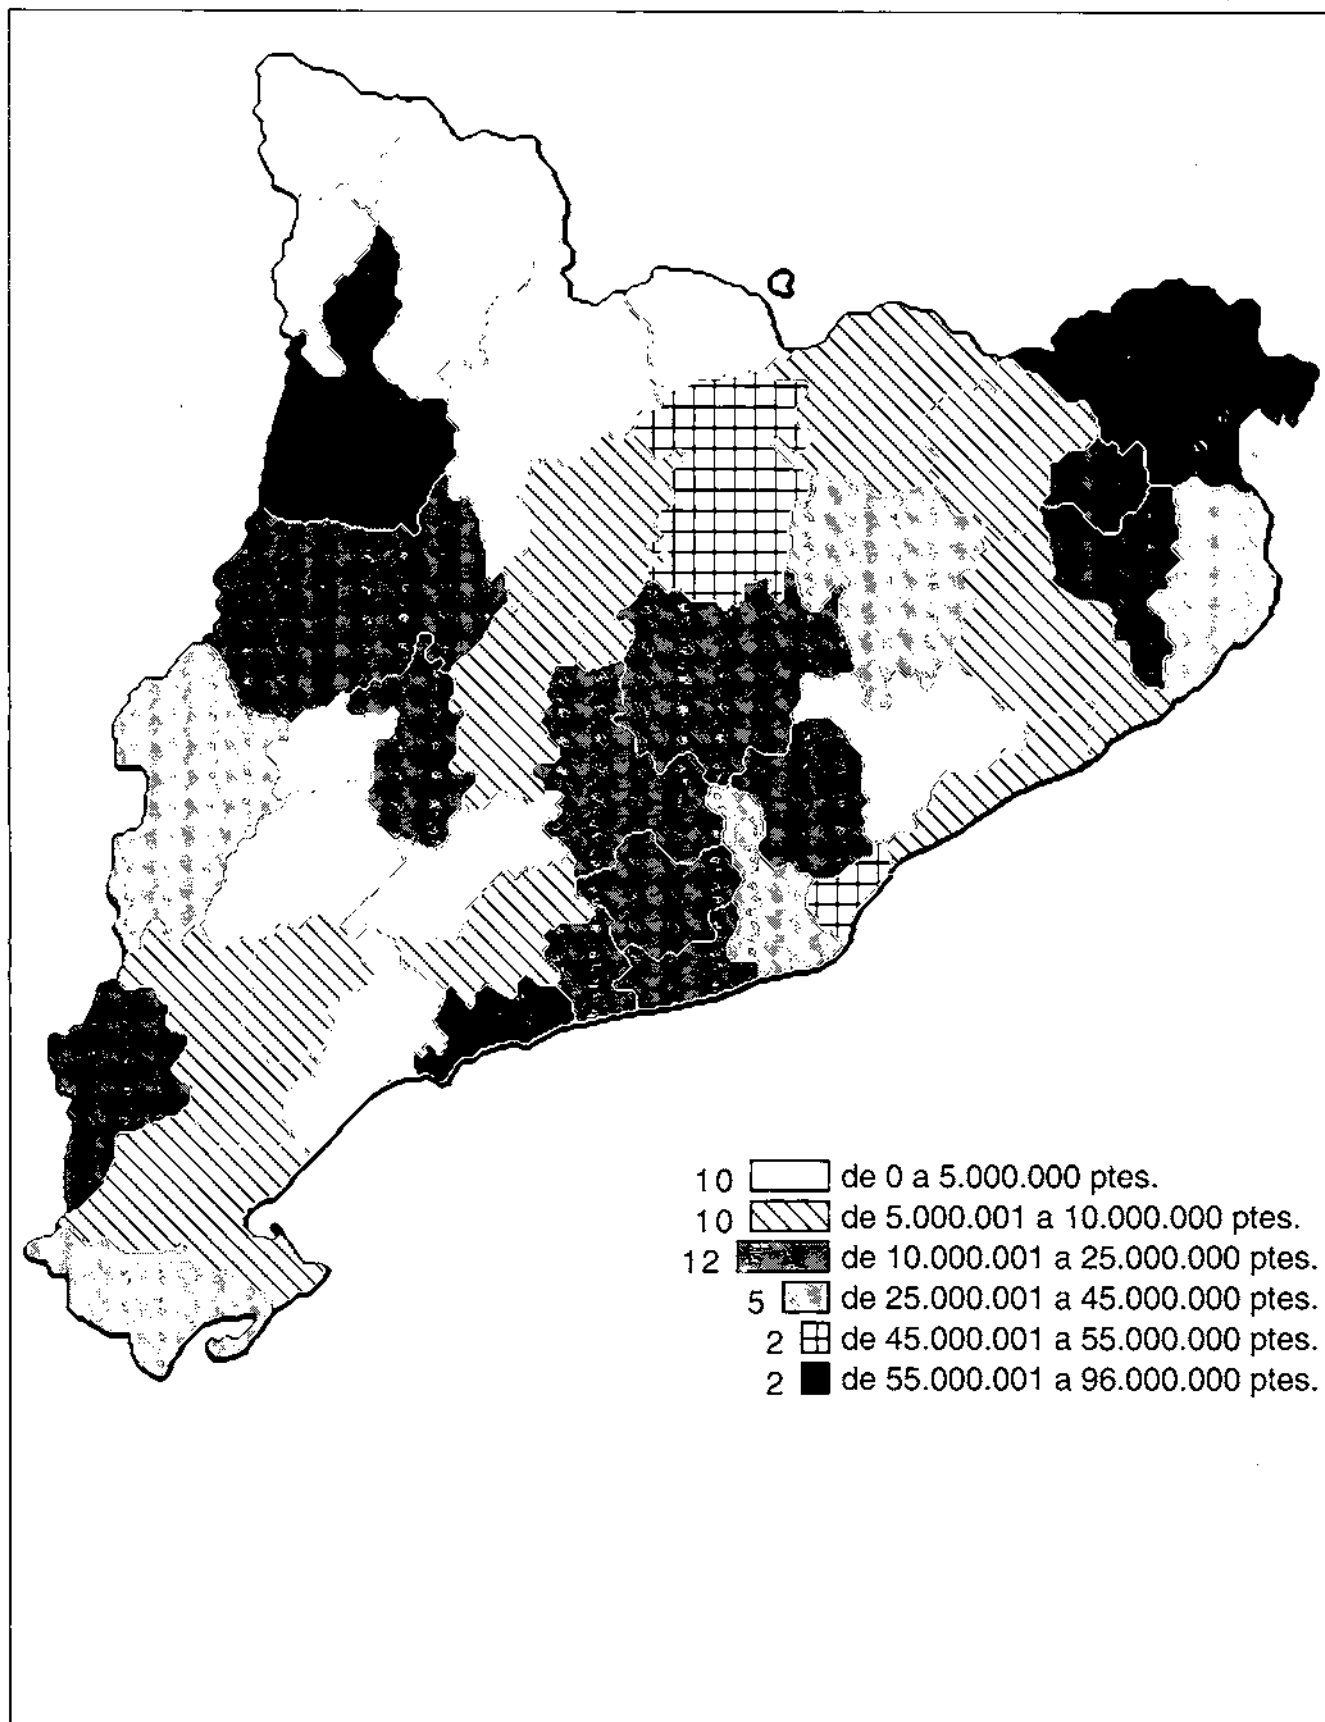 10 de 0 a 5.000.000 ptes.
10 de 5.000.001 a 10.000.000 ptes.
12 de 10.000.001 a 25.000.000 ptes.
5 de 25.000.001 a 45.000.000 ptes.
2 de 45.000.001 a 55.000.000 ptes.
2 de 55.000.001 a 96.000.000 ptes.